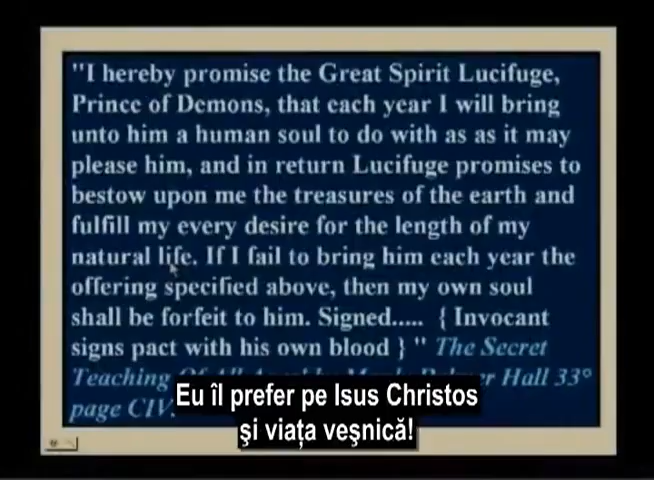 "I hereby promise the Great Spirit Lucifuge,
Prince of Demons, that each year I will bring
unto him a human soul to do with as as it may
please him, and in return Lucifuge promises to
bestow upon me the treasures of the earth and
fulfill my every desire for the length of my
natural life. If I fail to bring him each year the
offering specified above, then my own soul
shall be forfeit to him. Signed..... { Invocant
signs pact with his own blood } " The Secret
Teaching Hall 33°
page CIV.
Eu îl prefer pe Isus Christos
şi viaţa veşnică!